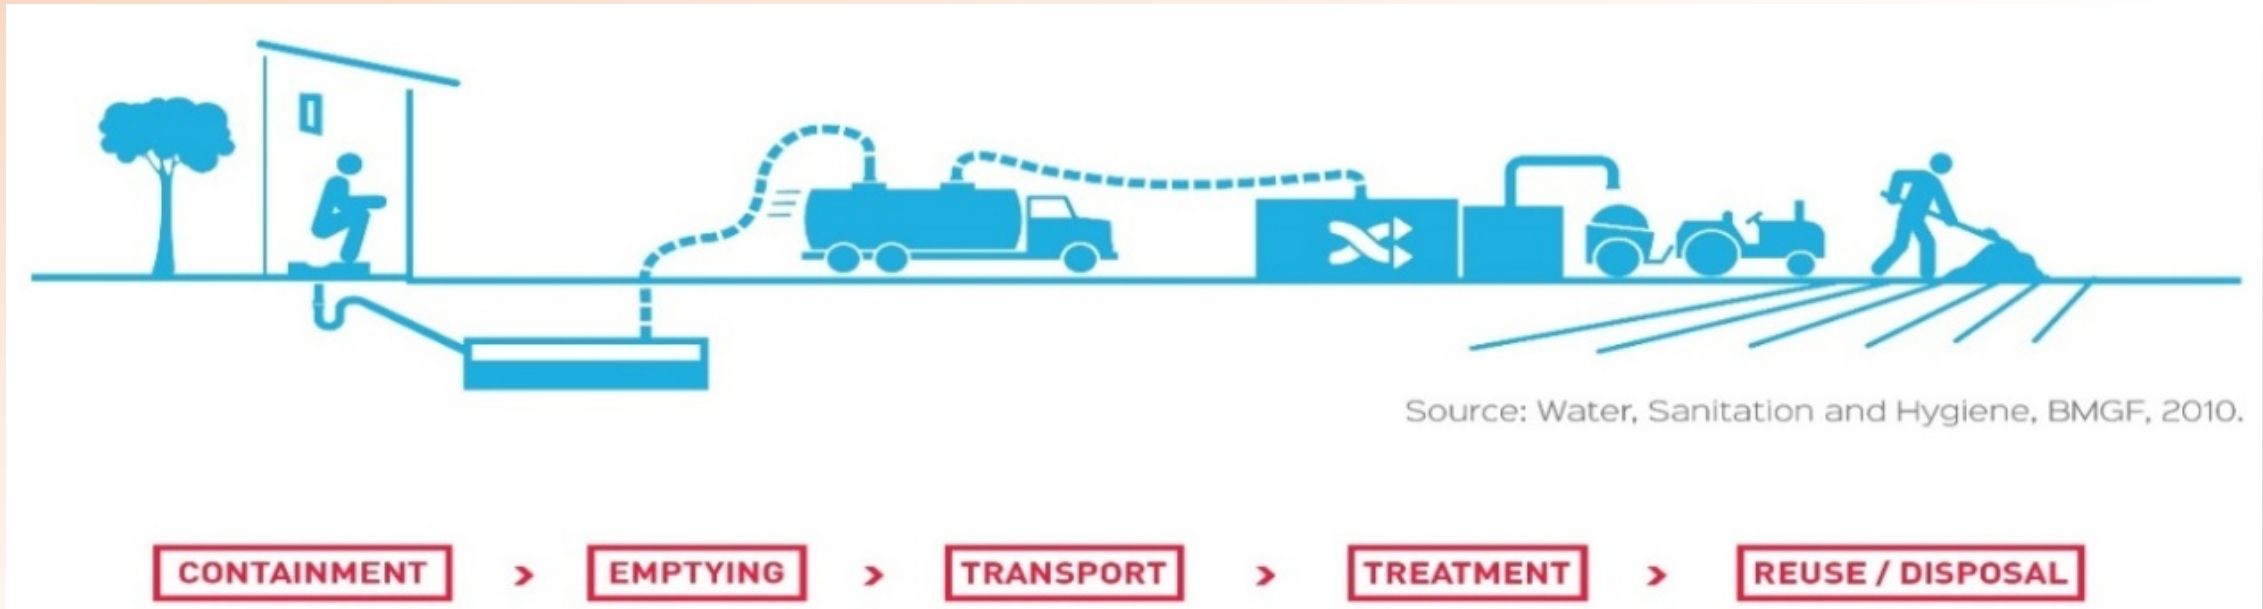 Source: Water, Sanitation and Hygiene, BMGF, 2010.
CONTAINMENT > EMPTYING > TRANSPORT > TREATMENT > REUSE / DISPOSAL